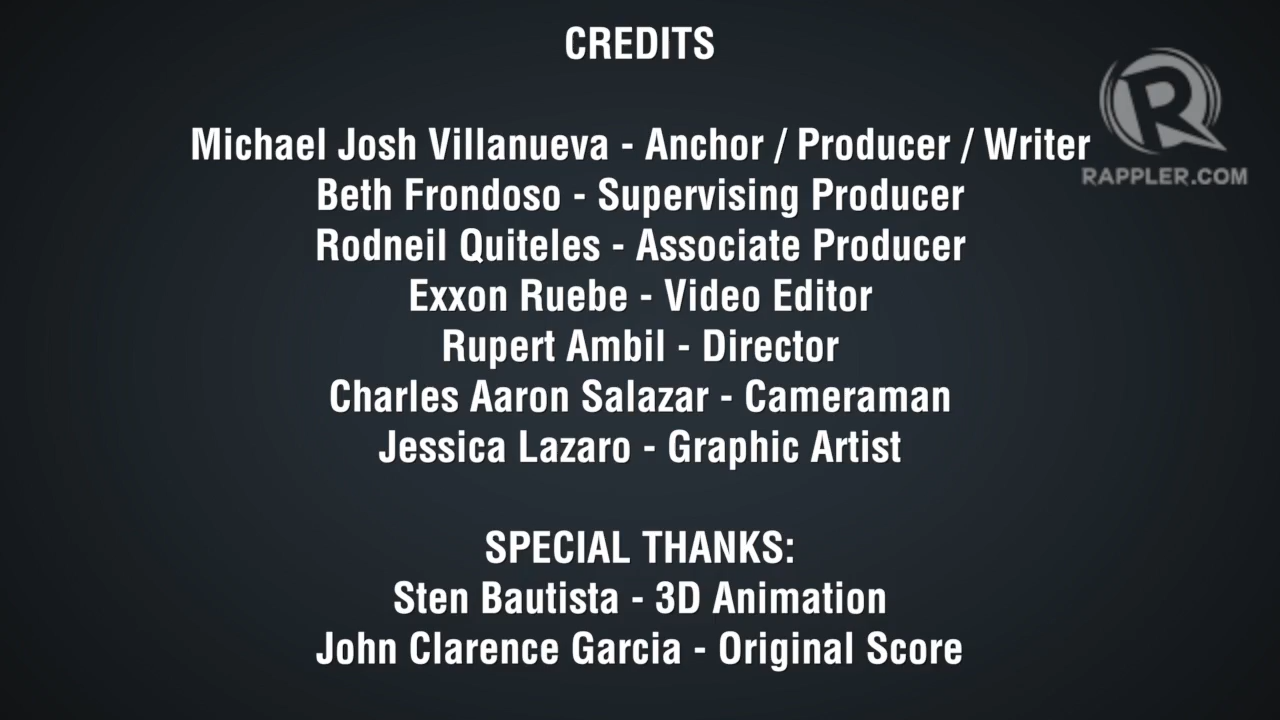 CREDITS
Michael Josh Villanueva - Anchor / Producer / Writer
Beth Frondoso - Supervising Producer
Rodneil Quiteles - Associate Producer
Exxon Ruebe - Video Editor
Rupert Ambil - Director
Charles Aaron Salazar - Cameraman
Jessica Lazaro - Graphic Artist
SPECIAL THANKS:
Sten Bautista - 3D Animation
John Clarence Garcia - Original Score
R
RAPPLER.COM